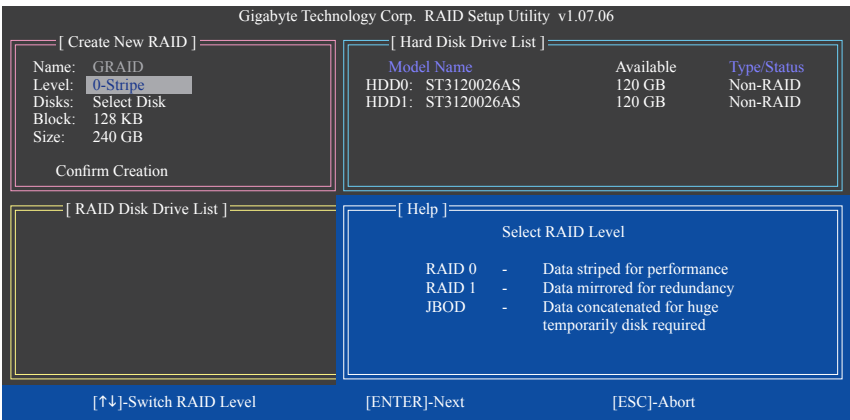 Gigabyte Technology Corp. RAID Setup Utility v1.07.06
[ Create New RAID ]
Name: GRAID
Level: 0-Stripe
Disks: Select Disk
Block: 128 KB
Size: 240 GB
Confirm Creation
[ Hard Disk Drive List ]
Model Name Available Type/Status
HDD0: ST3120026AS 120 GB Non-RAID
HDD1: ST3120026AS 120 GB Non-RAID
[ RAID Disk Drive List ]
[ Help ]
Select RAID Level
RAID 0 - Data striped for performance
RAID 1 - Data mirrored for redundancy
JBOD - Data concatenated for huge
temporarily disk required
[↑↓]-Switch RAID Level [ENTER]-Next [ESC]-Abort